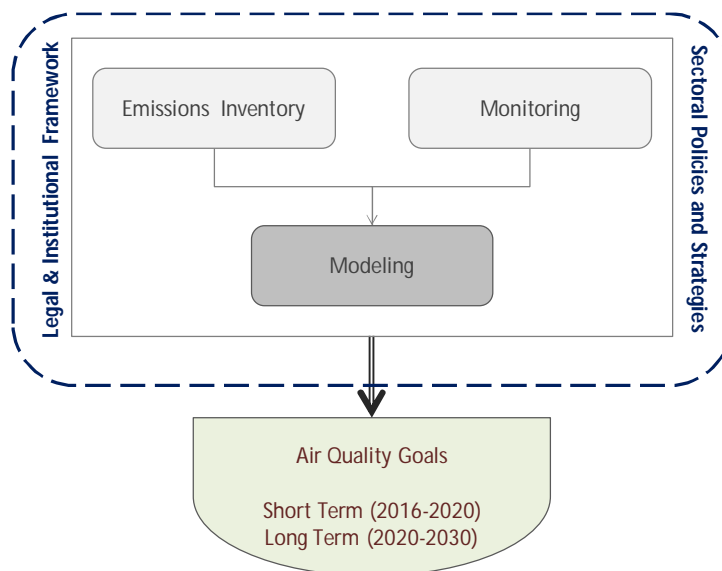 Legal & Institutional Framework
Emissions Inventory
Monitoring
Modeling
Sectoral Policies and Strategies
Air Quality Goals
Short Term (2016-2020)
Long Term (2020-2030)